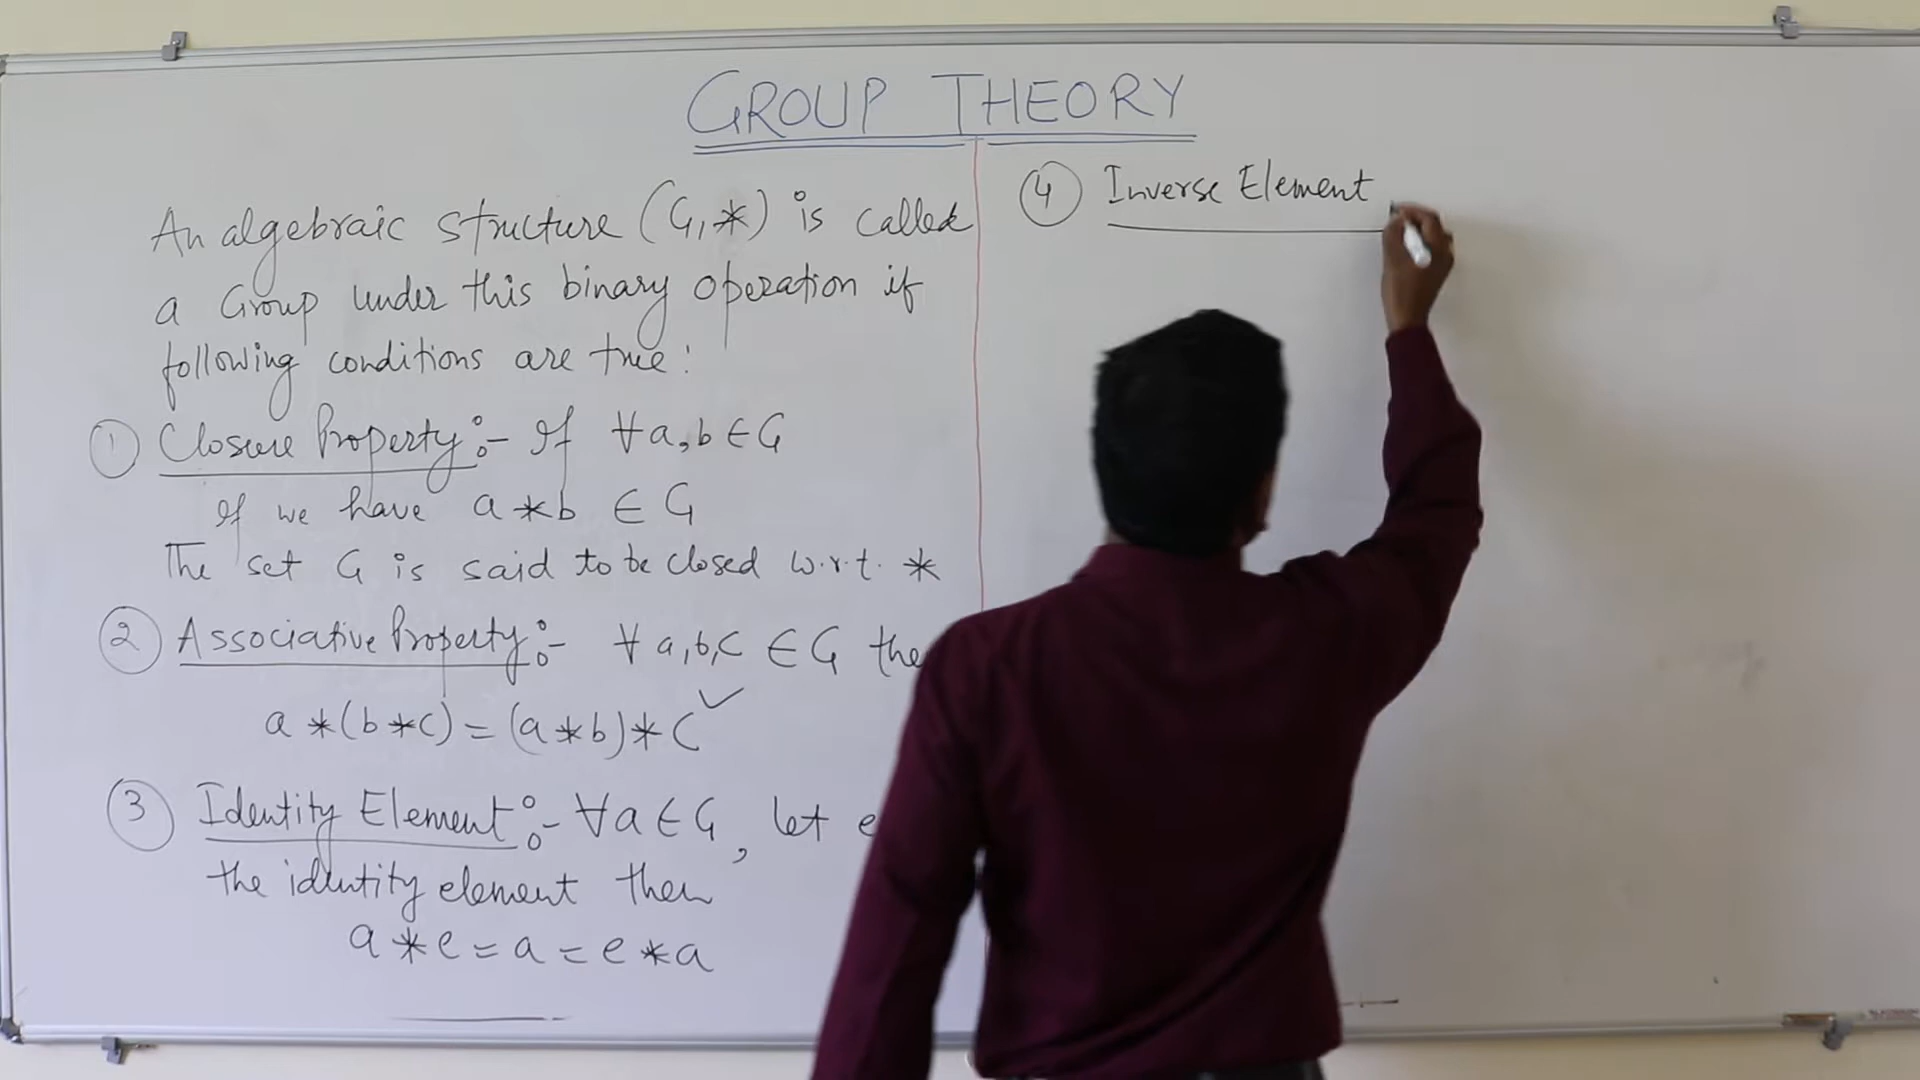 GROUP THEORY
An algebraic structure (G,*) is called
a Group under this binary operation if
following conditions are true:
① Closure Property:- If ∀a,b∈G
If we have a*b ∈ G
The set G is said to be closed w.r.t. *
② Associative Property:- ∀ a,b,c ∈ G the
a*(b*c)=(a*b)*c ✓
③ Identity Element:- ∀a∈G, let e
the identity element then
a*e=a=e*a
④ Inverse Element